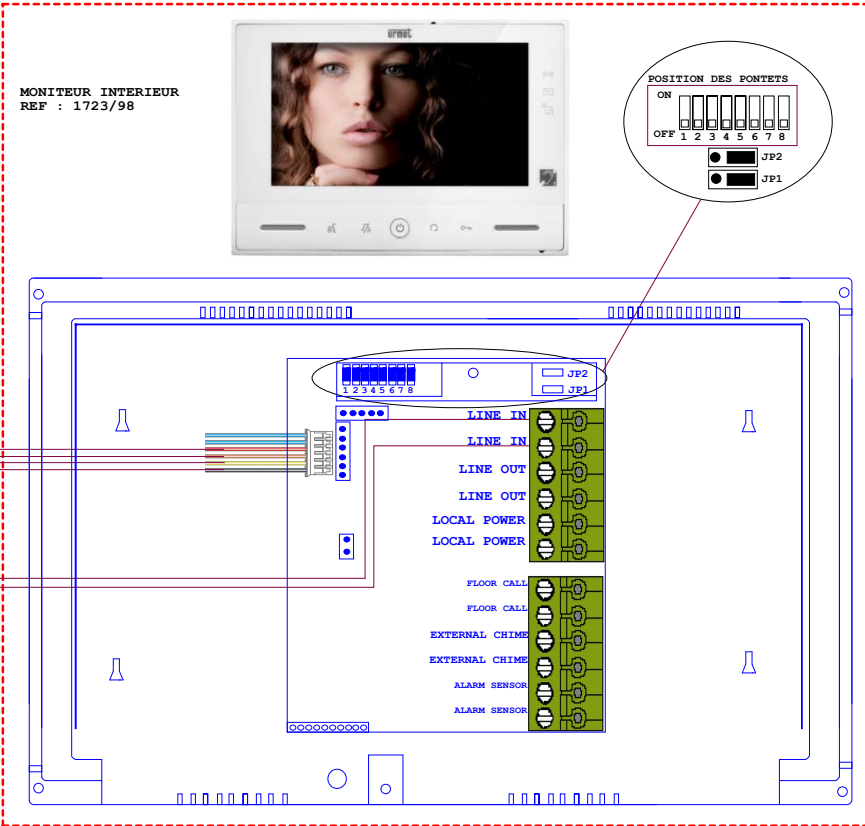 urmet
MONITEUR INTERIEUR
REF : 1723/98
POSITION DES PONTETS
ON
OFF 1 2 3 4 5 6 7 8
JP2
JP1
1 2 3 4 5 6 7 8
JP2
JP1
LINE IN
LINE IN
LINE OUT
LINE OUT
LOCAL POWER
LOCAL POWER
FLOOR CALL
FLOOR CALL
EXTERNAL CHIME
EXTERNAL CHIME
ALARM SENSOR
ALARM SENSOR